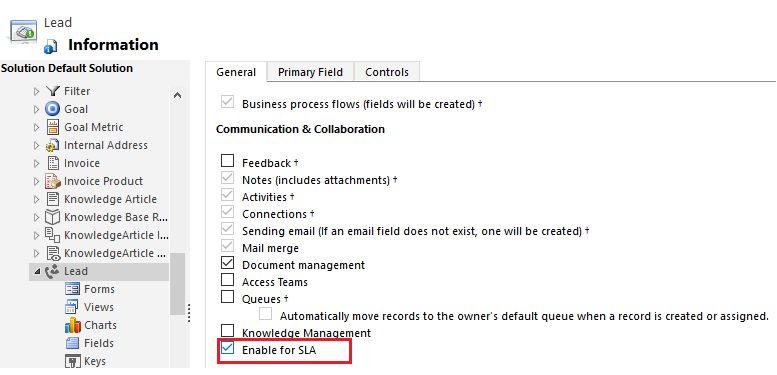 Lead
Information
Solution Default Solution
Filter
Goal
Goal Metric
Internal Address
Invoice
Invoice Product
Knowledge Article
Knowledge Base R...
KnowledgeArticle I...
KnowledgeArticle ...
Lead
Forms
Views
Charts
Fields
Keys
General
Primary Field
Controls
Business process flows (fields will be created) †
Communication & Collaboration
Feedback †
Notes (includes attachments) †
Activities †
Connections †
Sending email (If an email field does not exist, one will be created) †
Mail merge
Document management
Access Teams
Queues †
Automatically move records to the owner's default queue when a record is created or assigned.
Knowledge Management
Enable for SLA